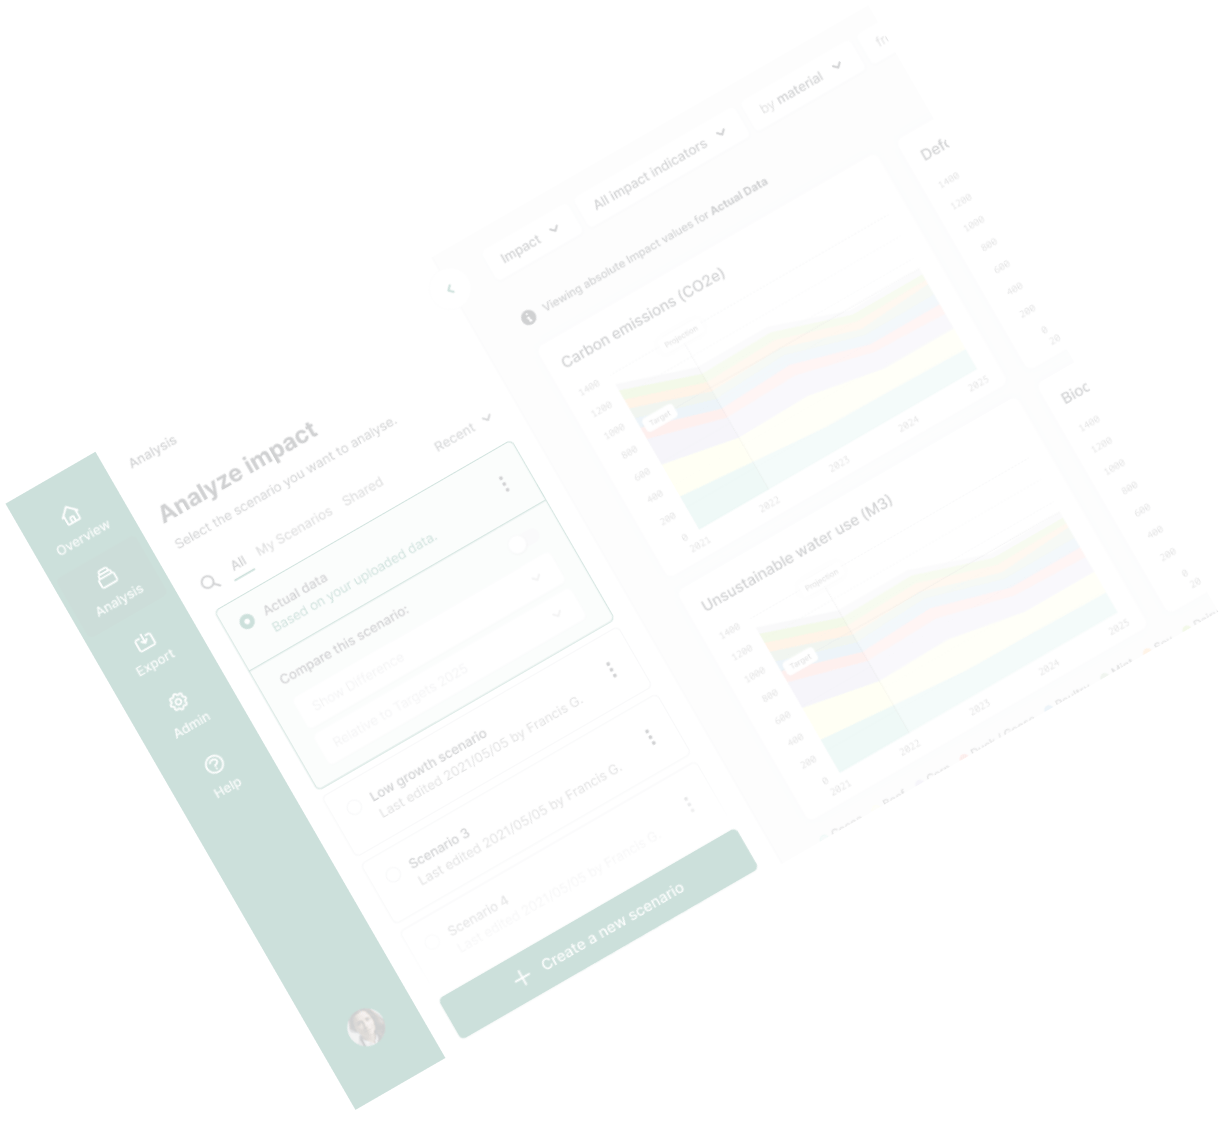 Overview
Analysis
Export
Admin
Help
Analysis
Analyze impact
Select the scenario you want to analyse.
All My Scenarios Shared Recent
Actual data
Based on your uploaded data.
Compare this scenario:
Show Difference
Relative to Targets 2025
Low growth scenario
Last edited 2021/05/05 by Francis G.
Scenario 3
Last edited 2021/05/05 by Francis G.
Scenario 4
Last edited 2021/05/05 by Francis G.
Create a new scenario
Impact All impact indicators by material
Viewing absolute Impact values for Actual Data
Carbon emissions (CO2e)
Projection
1400
1200
1000
800
600
400
200
0
Target
2021 2022 2023 2024 2025
Unsustainable water use (M3)
Projection
1400
1200
1000
800
600
400
200
0
Target
2021 2022 2023 2024 2025
1400
1200
1000
800
600
400
200
0
20
1400
1200
1000
800
600
400
200
0
20